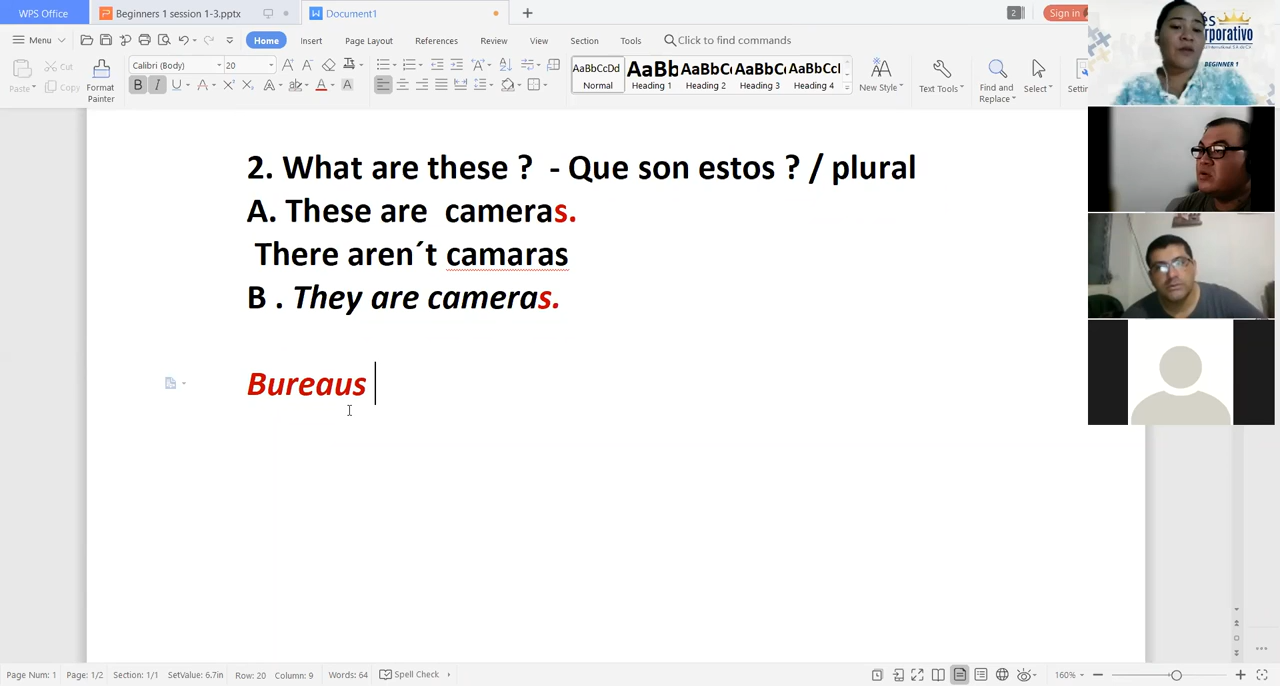 WPS Office Beginners 1 session 1-3.pptx Document1 2 Sign in
Menu Home Insert Page Layout References Review View Section Tools Click to find commands
Paste Cut Copy Format Painter Calibri (Body) 20 AaBbCcDd Normal AaBb Heading 1 AaBbC Heading 2 AaBbC Heading 3 AaBbCcI Heading 4 New Style Text Tools Find and Replace Select
és
orporativo
BEGINNER 1
2. What are these ? - Que son estos ? / plural
A. These are cameras.
There aren´t camaras
B . They are cameras.
Bureaus
Page Num: 1 Page: 1/2 Section: 1/1 SetValue: 6.7in Row: 20 Column: 9 Words: 64 Spell Check 160%